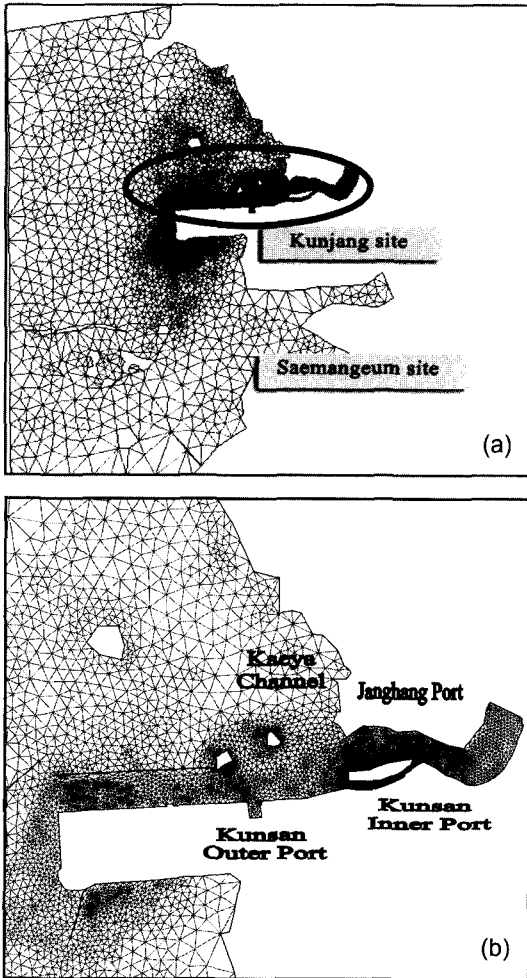 Kunjang site
Saemangeum site
(a)
Kaeya
Channel
Janghang Port
Kunsan
Outer Port
Kunsan
Inner Port
(b)